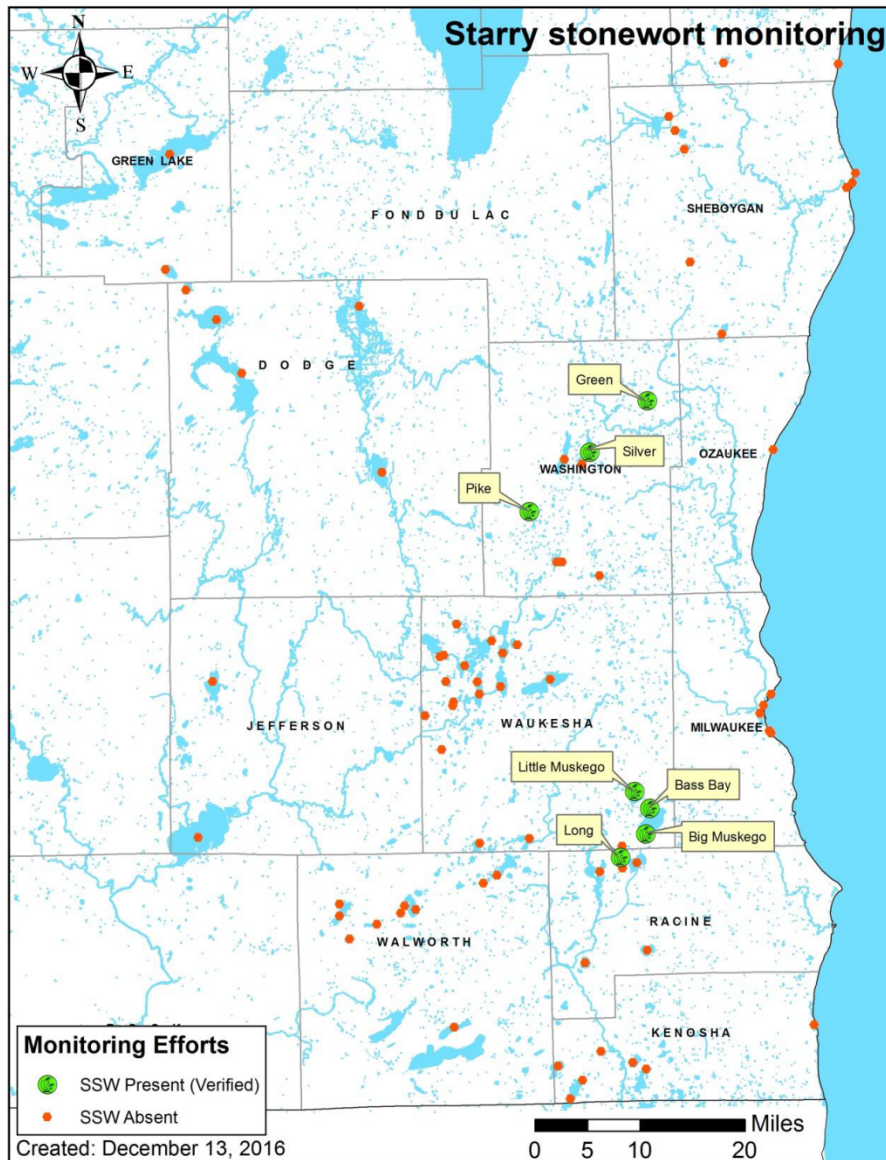 Starry stonewort monitoring
N
W E
S
GREEN LAKE
FOND DU LAC
SHEBOYGAN
DODGE
Green
Silver
OZAUKEE
WASHINGTON
Pike
JEFFERSON
WAUKESHA
MILWAUKEE
Little Muskego
Bass Bay
Long
Big Muskego
RACINE
WALWORTH
KENOSHA
Monitoring Efforts
SSW Present (Verified)
SSW Absent
Created: December 13, 2016
Miles
0 5 10 20